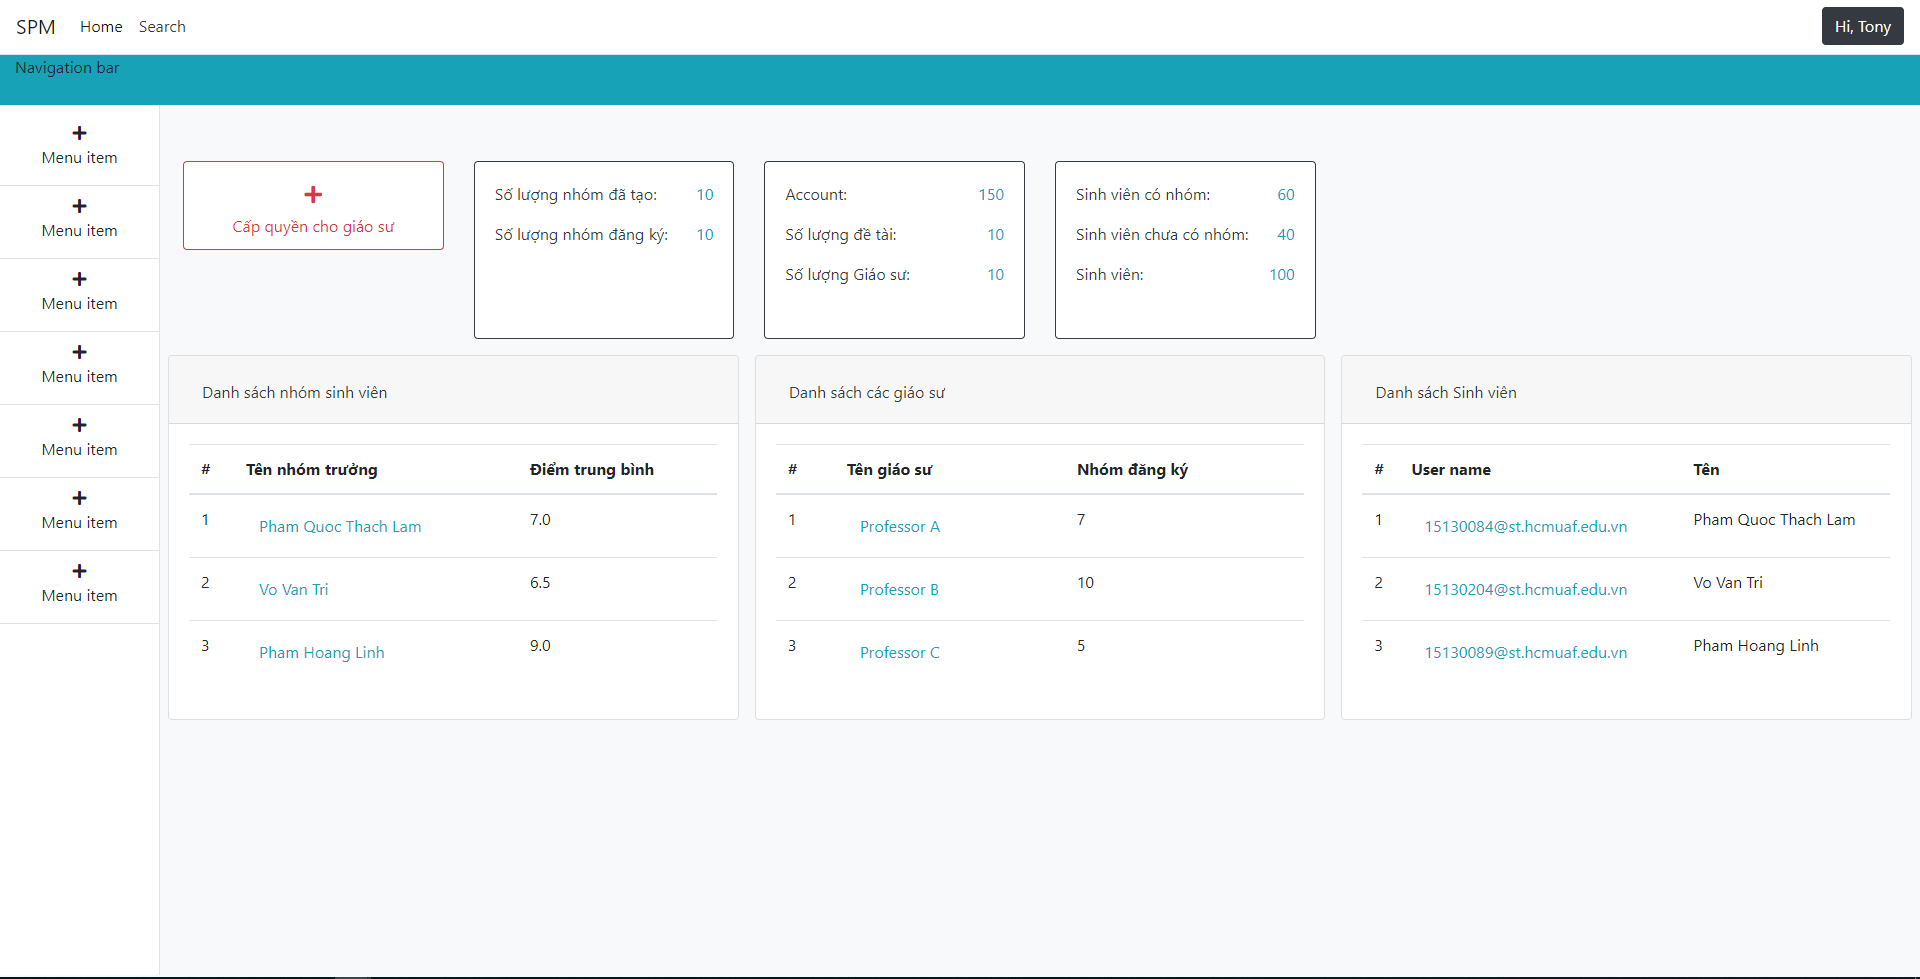 SPM Home Search Hi, Tony
Navigation bar
Menu item
Menu item
Menu item
Menu item
Menu item
Menu item
Menu item
Cấp quyền cho giáo sư
Số lượng nhóm đã tạo: 10
Số lượng nhóm đăng ký: 10
Account: 150
Số lượng đề tài: 10
Số lượng Giáo sư: 10
Sinh viên có nhóm: 60
Sinh viên chưa có nhóm: 40
Sinh viên: 100
Danh sách nhóm sinh viên
# Tên nhóm trưởng Điểm trung bình
1 Pham Quoc Thach Lam 7.0
2 Vo Van Tri 6.5
3 Pham Hoang Linh 9.0
Danh sách các giáo sư
# Tên giáo sư Nhóm đăng ký
1 Professor A 7
2 Professor B 10
3 Professor C 5
Danh sách Sinh viên
# User name Tên
1 15130084@st.hcmuaf.edu.vn Pham Quoc Thach Lam
2 15130204@st.hcmuaf.edu.vn Vo Van Tri
3 15130089@st.hcmuaf.edu.vn Pham Hoang Linh